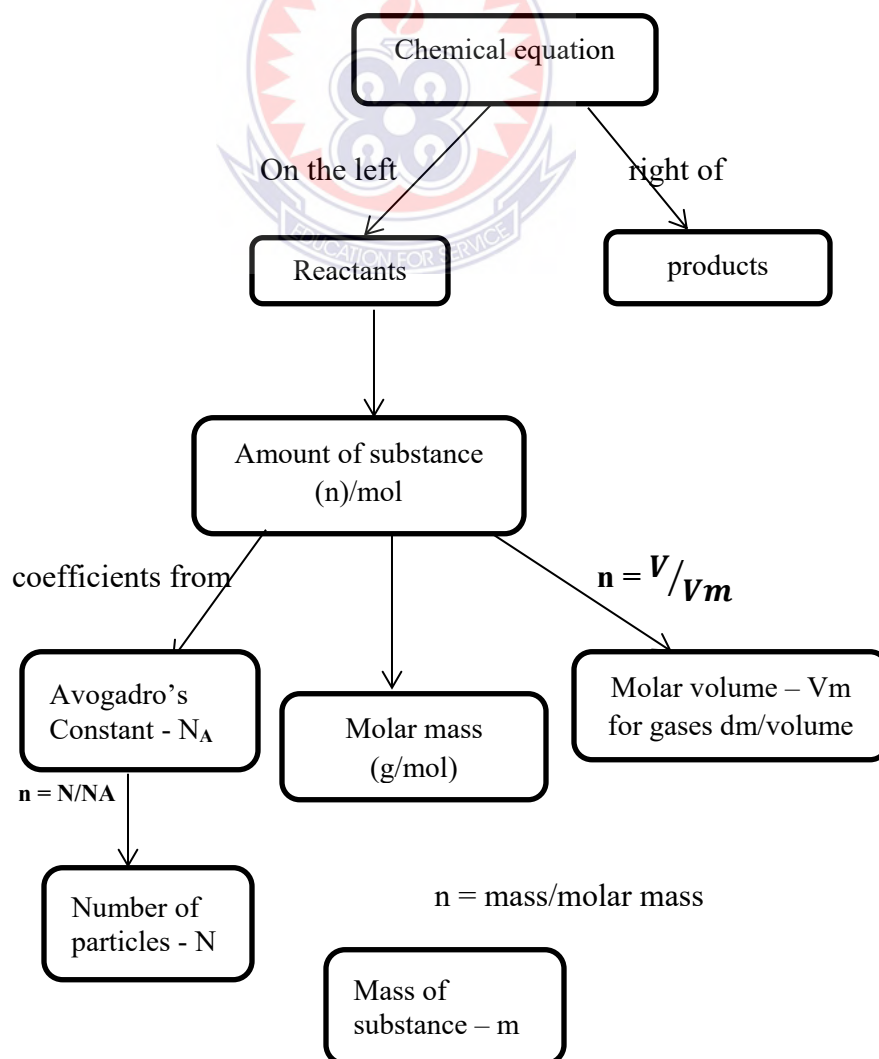 Chemical equation
On the left
right of
EDUCATION FOR SERVICE
Reactants
products
Amount of substance
(n)/mol
coefficients from
n = V/Vm
Avogadro’s
Constant - NA
Molar mass
(g/mol)
Molar volume – Vm
for gases dm/volume
n = N/NA
Number of
particles - N
n = mass/molar mass
Mass of
substance – m